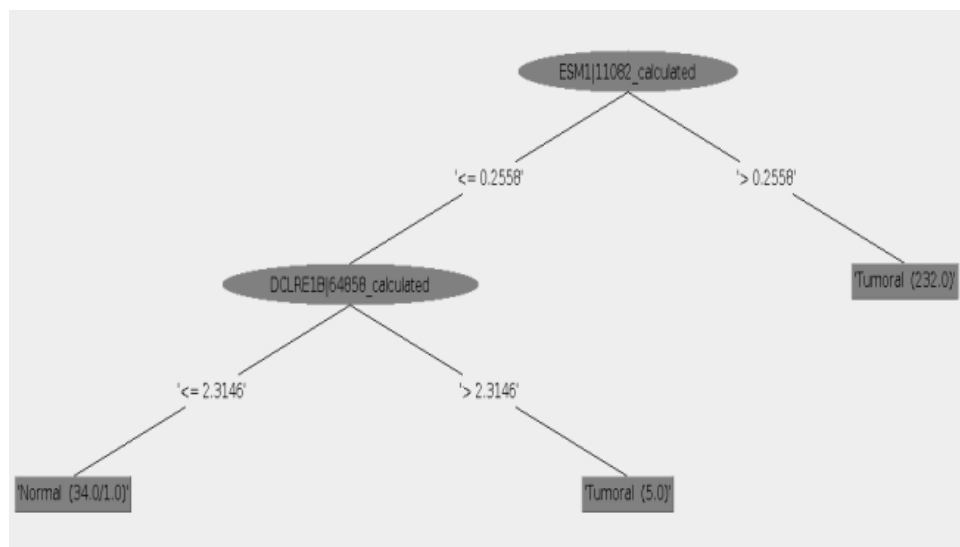 ESM1|11082_calculated
'<= 0.2558'
'> 0.2558'
DCLRE1B|64858_calculated
'Tumoral (232.0)'
'<= 2.3146'
'> 2.3146'
'Normal (34.0/1.0)'
'Tumoral (5.0)'